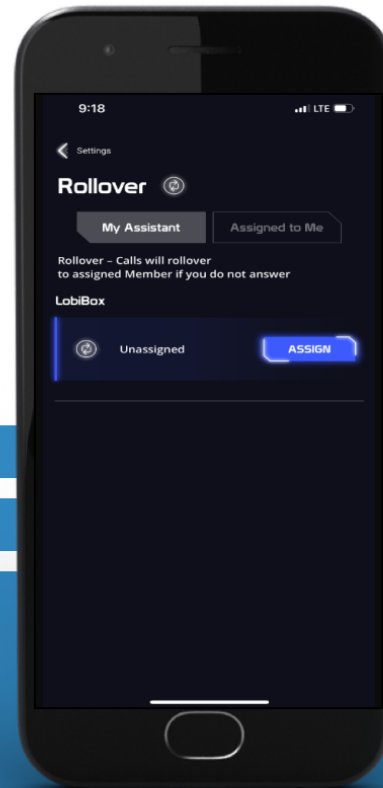 9:18
LTE
Settings
Rollover
My Assistant
Assigned to Me
Rollover – Calls will rollover
to assigned Member if you do not answer
LobiBox
Unassigned
ASSIGN